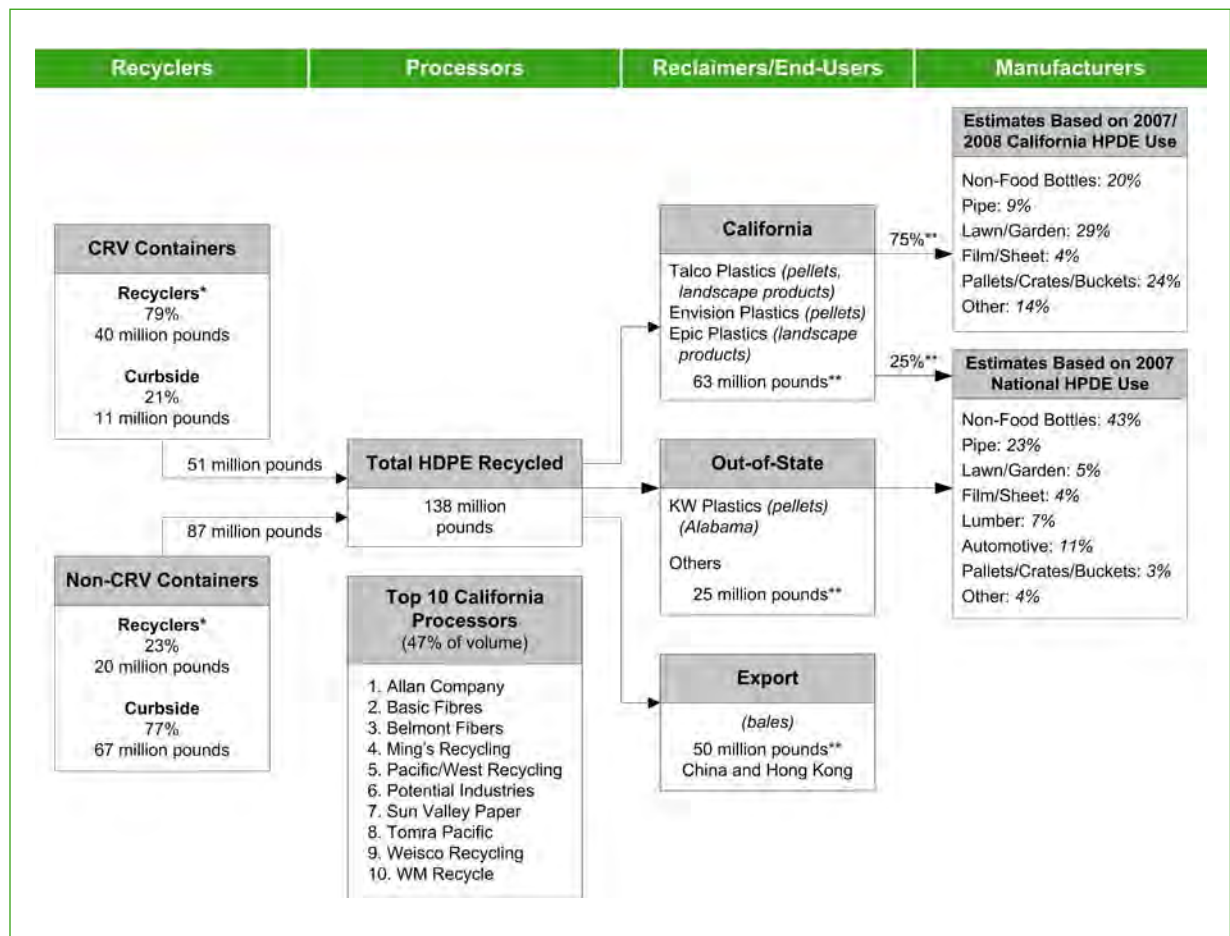 Recyclers
Processors
Reclaimers/End-Users
Manufacturers
CRV Containers
Recyclers*
79%
40 million pounds
Curbside
21%
11 million pounds
51 million pounds
87 million pounds
Non-CRV Containers
Recyclers*
23%
20 million pounds
Curbside
77%
67 million pounds
Total HDPE Recycled
138 million
pounds
Top 10 California
Processors
(47% of volume)
1. Allan Company
2. Basic Fibres
3. Belmont Fibers
4. Ming's Recycling
5. Pacific/West Recycling
6. Potential Industries
7. Sun Valley Paper
8. Tomra Pacific
9. Weisco Recycling
10. WM Recycle
California
Talco Plastics (pellets,
landscape products)
Envision Plastics (pellets)
Epic Plastics (landscape
products)
63 million pounds**
75%**
25%**
Out-of-State
KW Plastics (pellets)
(Alabama)
Others
25 million pounds**
Export
(bales)
50 million pounds**
China and Hong Kong
Estimates Based on 2007/
2008 California HPDE Use
Non-Food Bottles: 20%
Pipe: 9%
Lawn/Garden: 29%
Film/Sheet: 4%
Pallets/Crates/Buckets: 24%
Other: 14%
Estimates Based on 2007
National HPDE Use
Non-Food Bottles: 43%
Pipe: 23%
Lawn/Garden: 5%
Film/Sheet: 4%
Lumber: 7%
Automotive: 11%
Pallets/Crates/Buckets: 3%
Other: 4%